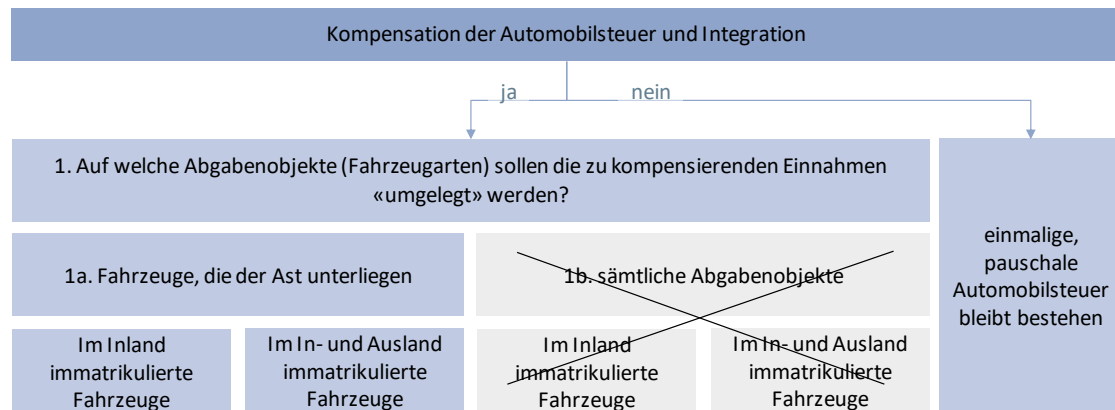 Kompensation der Automobilsteuer und Integration
ja
nein
1. Auf welche Abgabenobjekte (Fahrzeugarten) sollen die zu kompensierenden Einnahmen
«umgelegt» werden?
1a. Fahrzeuge, die der Ast unterliegen
1b. sämtliche Abgabenobjekte
einmalige,
pauschale
Automobilsteuer
bleibt bestehen
Im Inland
immatrikulierte
Fahrzeuge
Im In- und Ausland
immatrikulierte
Fahrzeuge
Im Inland
immatrikulierte
Fahrzeuge
Im In- und Ausland
immatrikulierte
Fahrzeuge